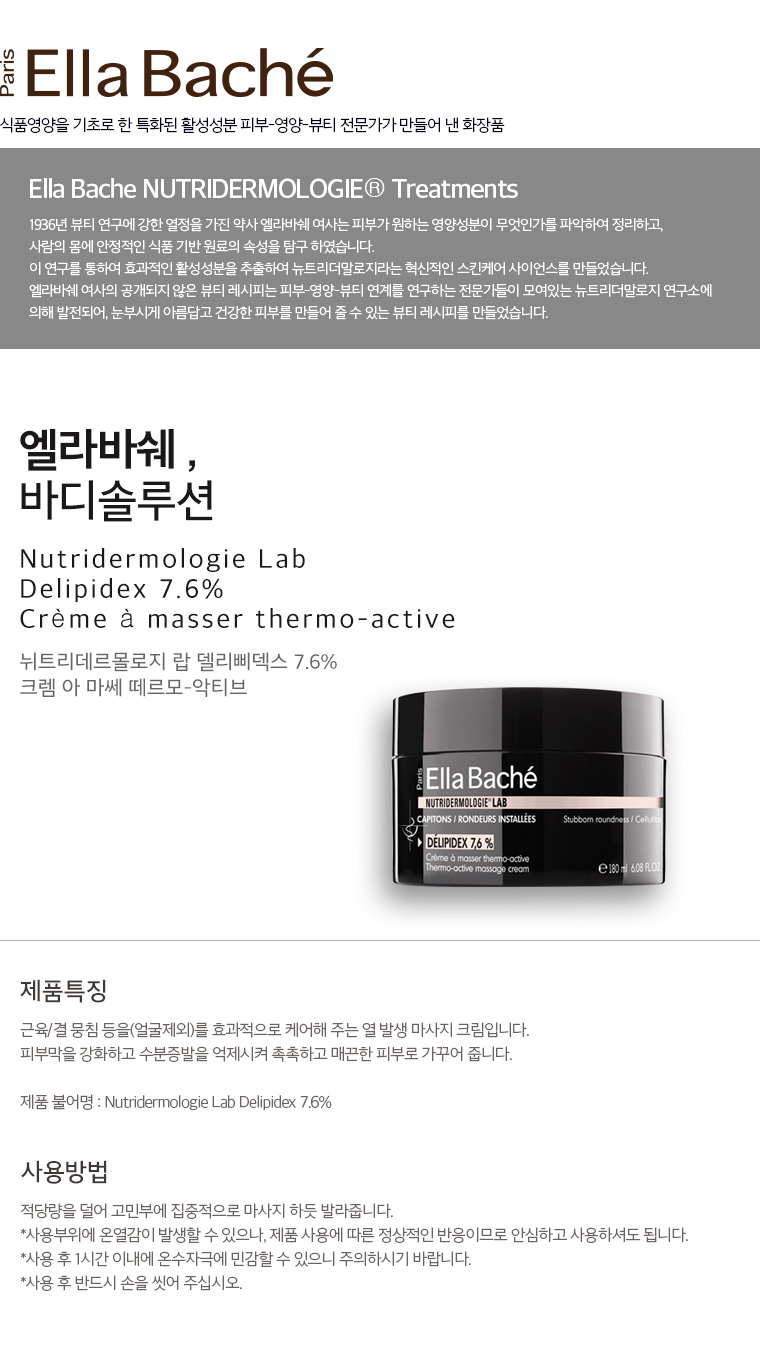 Paris
Ella Baché
식품영양을 기초로 한 특화된 활성성분 피부-영양-뷰티 전문가가 만들어 낸 화장품
Ella Bache NUTRIDERMOLOGIE® Treatments
1936년 뷰티 연구에 강한 열정을 가진 약사 엘라바쉐 여사는 피부가 원하는 영양성분이 무엇인가를 파악하여 정리하고,
사람의 몸에 안정적인 식품 기반 원료의 속성을 탐구 하였습니다.
이 연구를 통하여 효과적인 활성성분을 추출하여 뉴트리더말로지라는 혁신적인 스킨케어 사이언스를 만들었습니다.
엘라바쉐 여사의 공개되지 않은 뷰티 레시피는 피부-영양-뷰티 연계를 연구하는 전문가들이 모여있는 뉴트리더말로지 연구소에
의해 발전되어, 눈부시게 아름답고 건강한 피부를 만들어 줄 수 있는 뷰티 레시피를 만들었습니다.
엘라바쉐 ,
바디솔루션
Nutridermologie Lab
Delipidex 7.6%
Crème à masser thermo-active
뉘트리데르몰로지 랍 델리삐덱스 7.6%
크렘 아 마쎄 떼르모-악티브
Paris
Ella Baché
NUTRIDERMOLOGIE® LAB
CAPITONS / RONDEURS INSTALLÉES
Stubborn roundness / Cellulite
DÉLIPIDEX 7,6 %
Crème à masser thermo-active
Thermo-active massage cream
℮ 180 ml 6.08 FL.OZ.
제품특징
근육/결 뭉침 등을(얼굴제외)를 효과적으로 케어해 주는 열 발생 마사지 크림입니다.
피부막을 강화하고 수분증발을 억제시켜 촉촉하고 매끈한 피부로 가꾸어 줍니다.
제품 불어명 : Nutridermologie Lab Delipidex 7.6%
사용방법
적당량을 덜어 고민부에 집중적으로 마사지 하듯 발라줍니다.
*사용부위에 온열감이 발생할 수 있으나, 제품 사용에 따른 정상적인 반응이므로 안심하고 사용하셔도 됩니다.
*사용 후 1시간 이내에 온수자극에 민감할 수 있으니 주의하시기 바랍니다.
*사용 후 반드시 손을 씻어 주십시오.